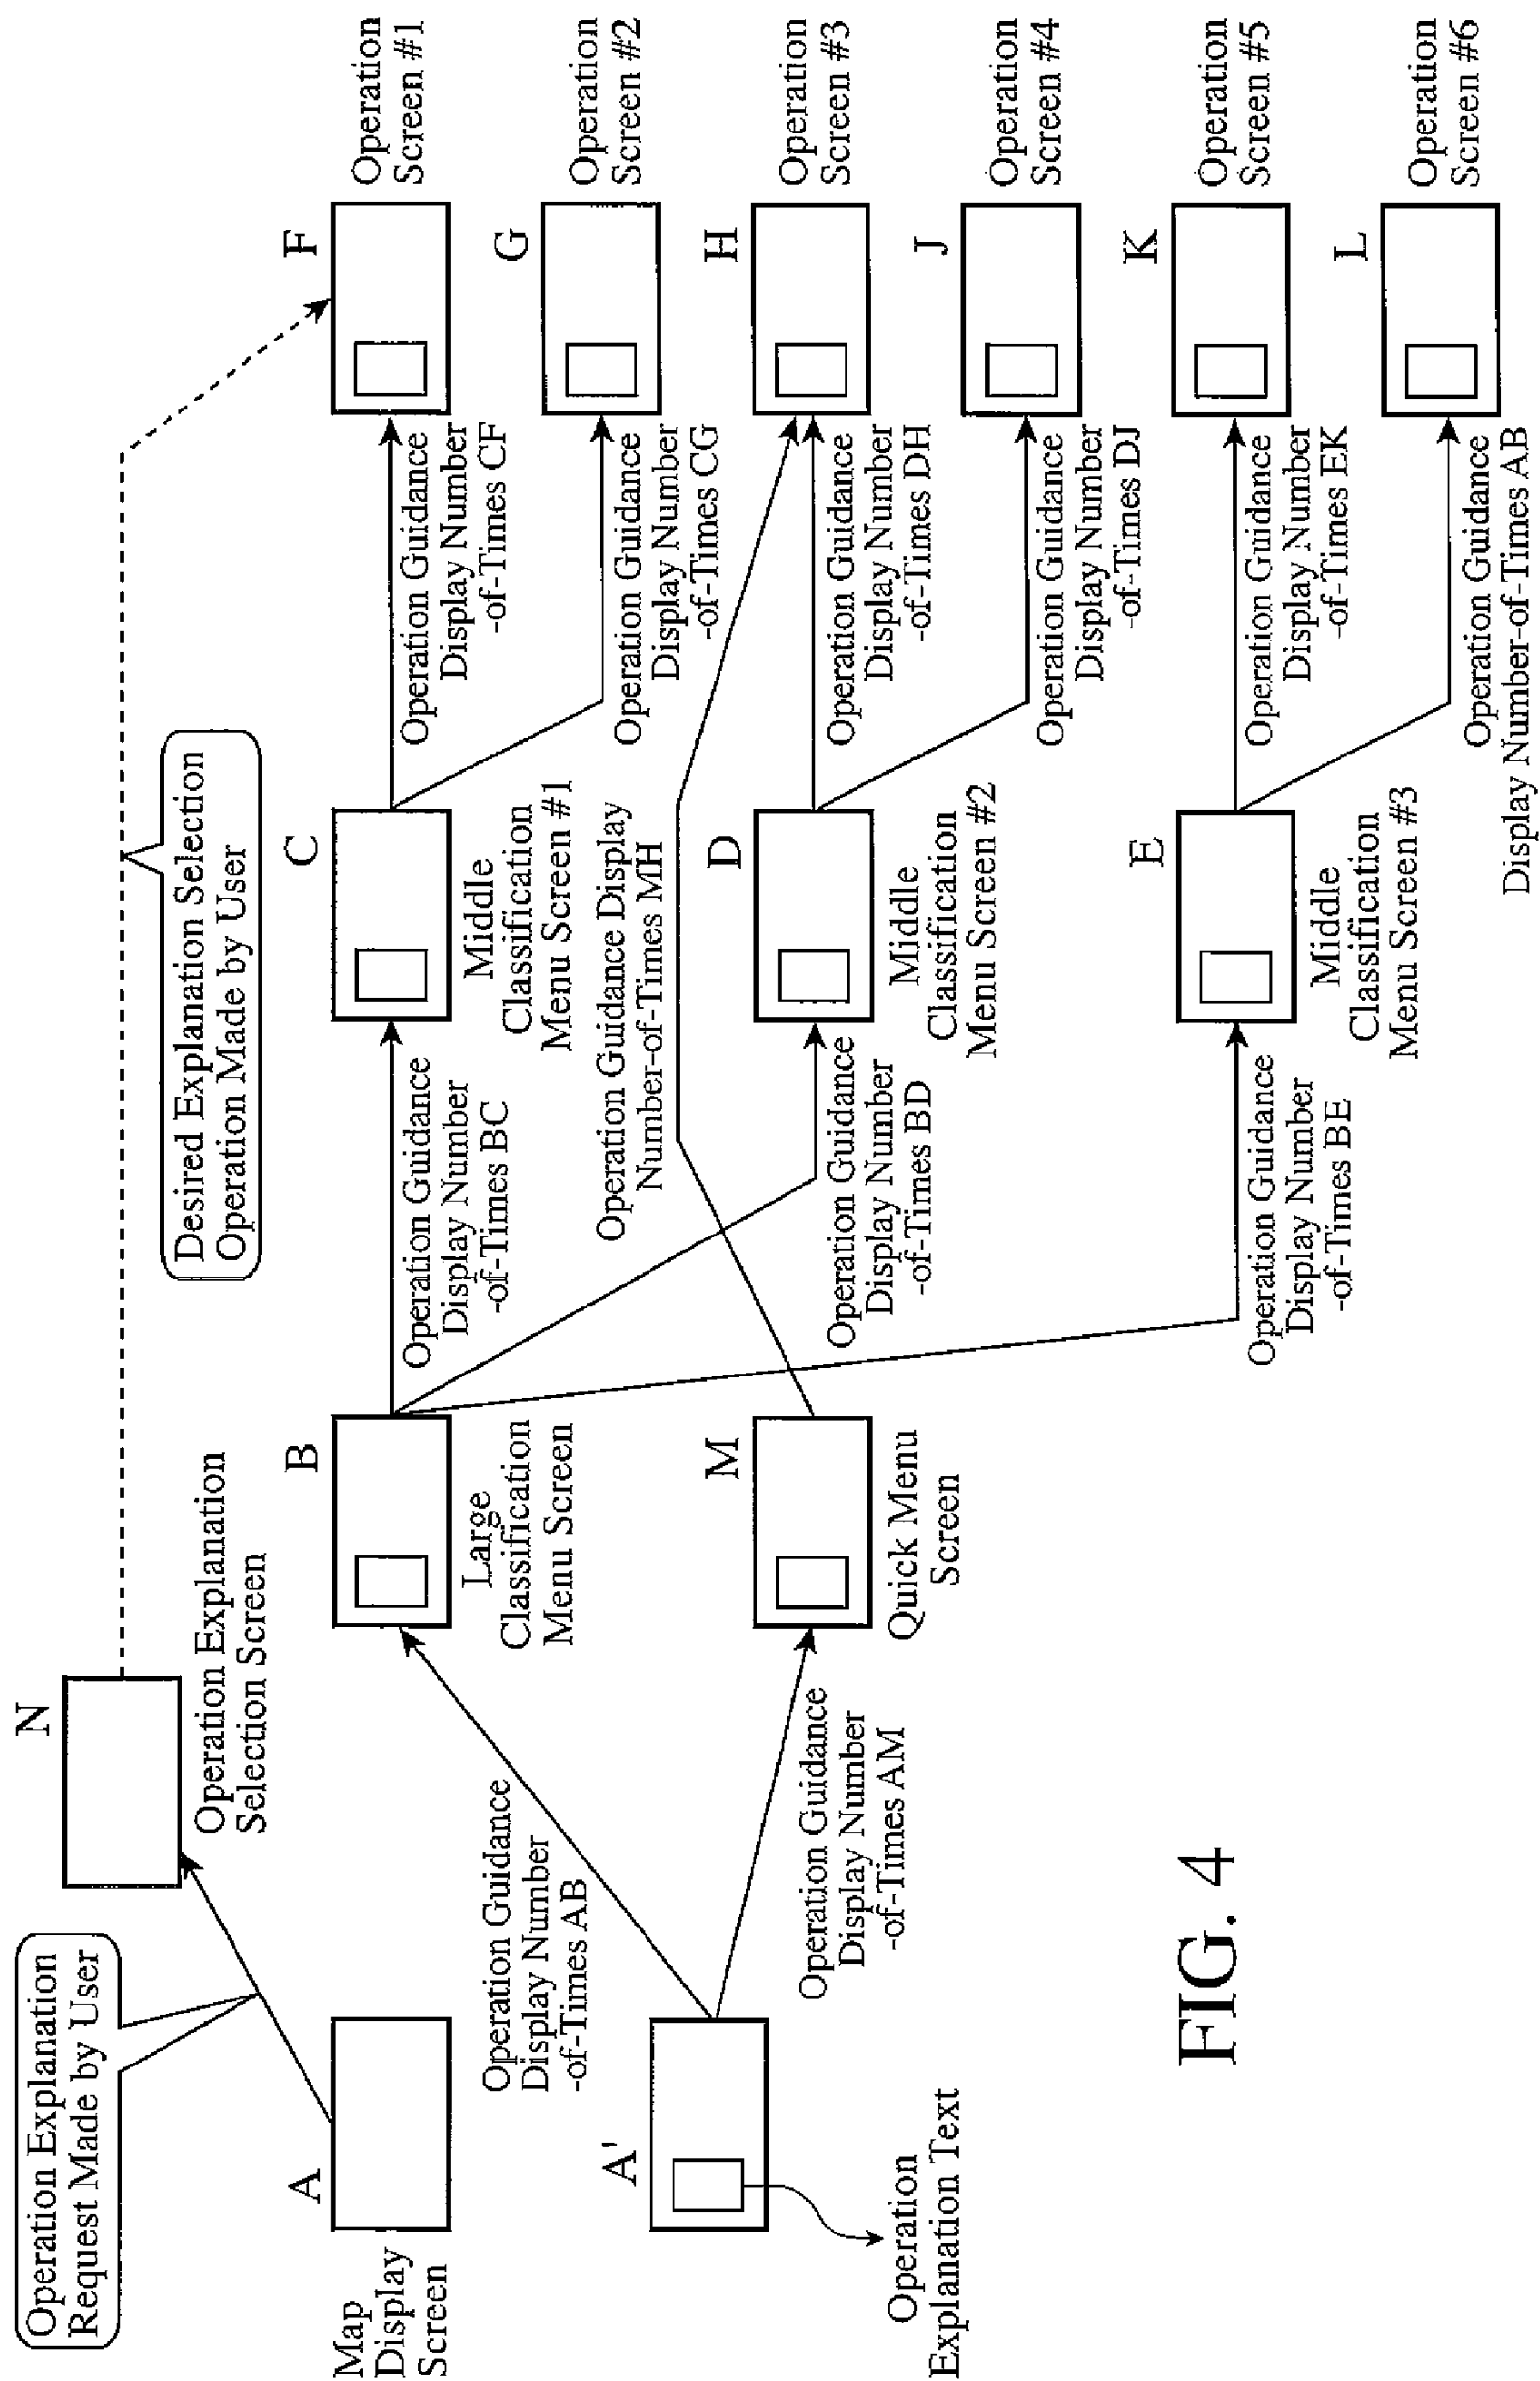 Operation Explanation
Request Made by User
N
Operation Explanation
Selection Screen
Desired Explanation Selection
Operation Made by User
A
Map
Display
Screen
A'
Operation
Explanation Text
Operation Guidance
Display Number
-of-Times AB
Operation Guidance
Display Number
-of-Times AM
B
Large
Classification
Menu Screen
M
Quick Menu
Screen
Operation Guidance
Display Number
-of-Times BC
Operation Guidance Display
Number-of-Times MH
Operation Guidance
Display Number
-of-Times BD
Operation Guidance
Display Number
-of-Times BE
C
Middle
Classification
Menu Screen #1
D
Middle
Classification
Menu Screen #2
E
Middle
Classification
Menu Screen #3
Operation Guidance
Display Number
-of-Times CF
Operation Guidance
Display Number
-of-Times CG
Operation Guidance
Display Number
-of-Times DH
Operation Guidance
Display Number
-of-Times DJ
Operation Guidance
Display Number
-of-Times EK
Operation Guidance
Display Number-of-Times AB
F
Operation
Screen #1
G
Operation
Screen #2
H
Operation
Screen #3
J
Operation
Screen #4
K
Operation
Screen #5
L
Operation
Screen #6
FIG. 4